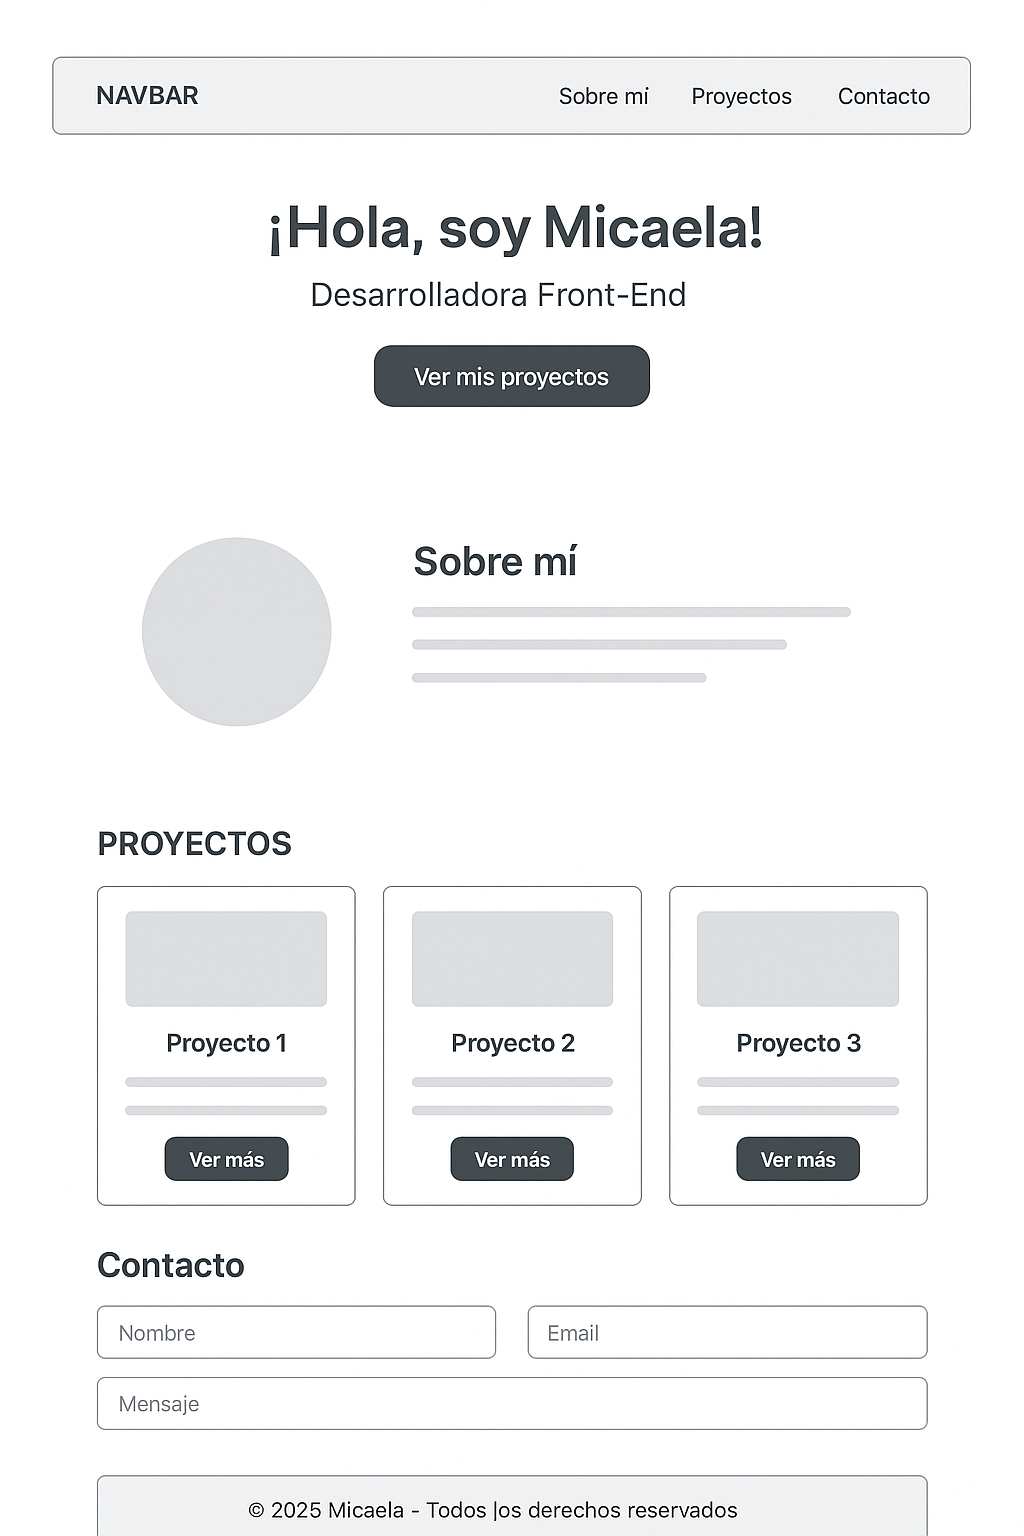 NAVBAR Sobre mí Proyectos Contacto
¡Hola, soy Micaela!
Desarrolladora Front-End
Ver mis proyectos
Sobre mí
PROYECTOS
Proyecto 1 Proyecto 2 Proyecto 3
Ver más Ver más Ver más
Contacto
Nombre Email
Mensaje
© 2025 Micaela - Todos |os derechos reservados